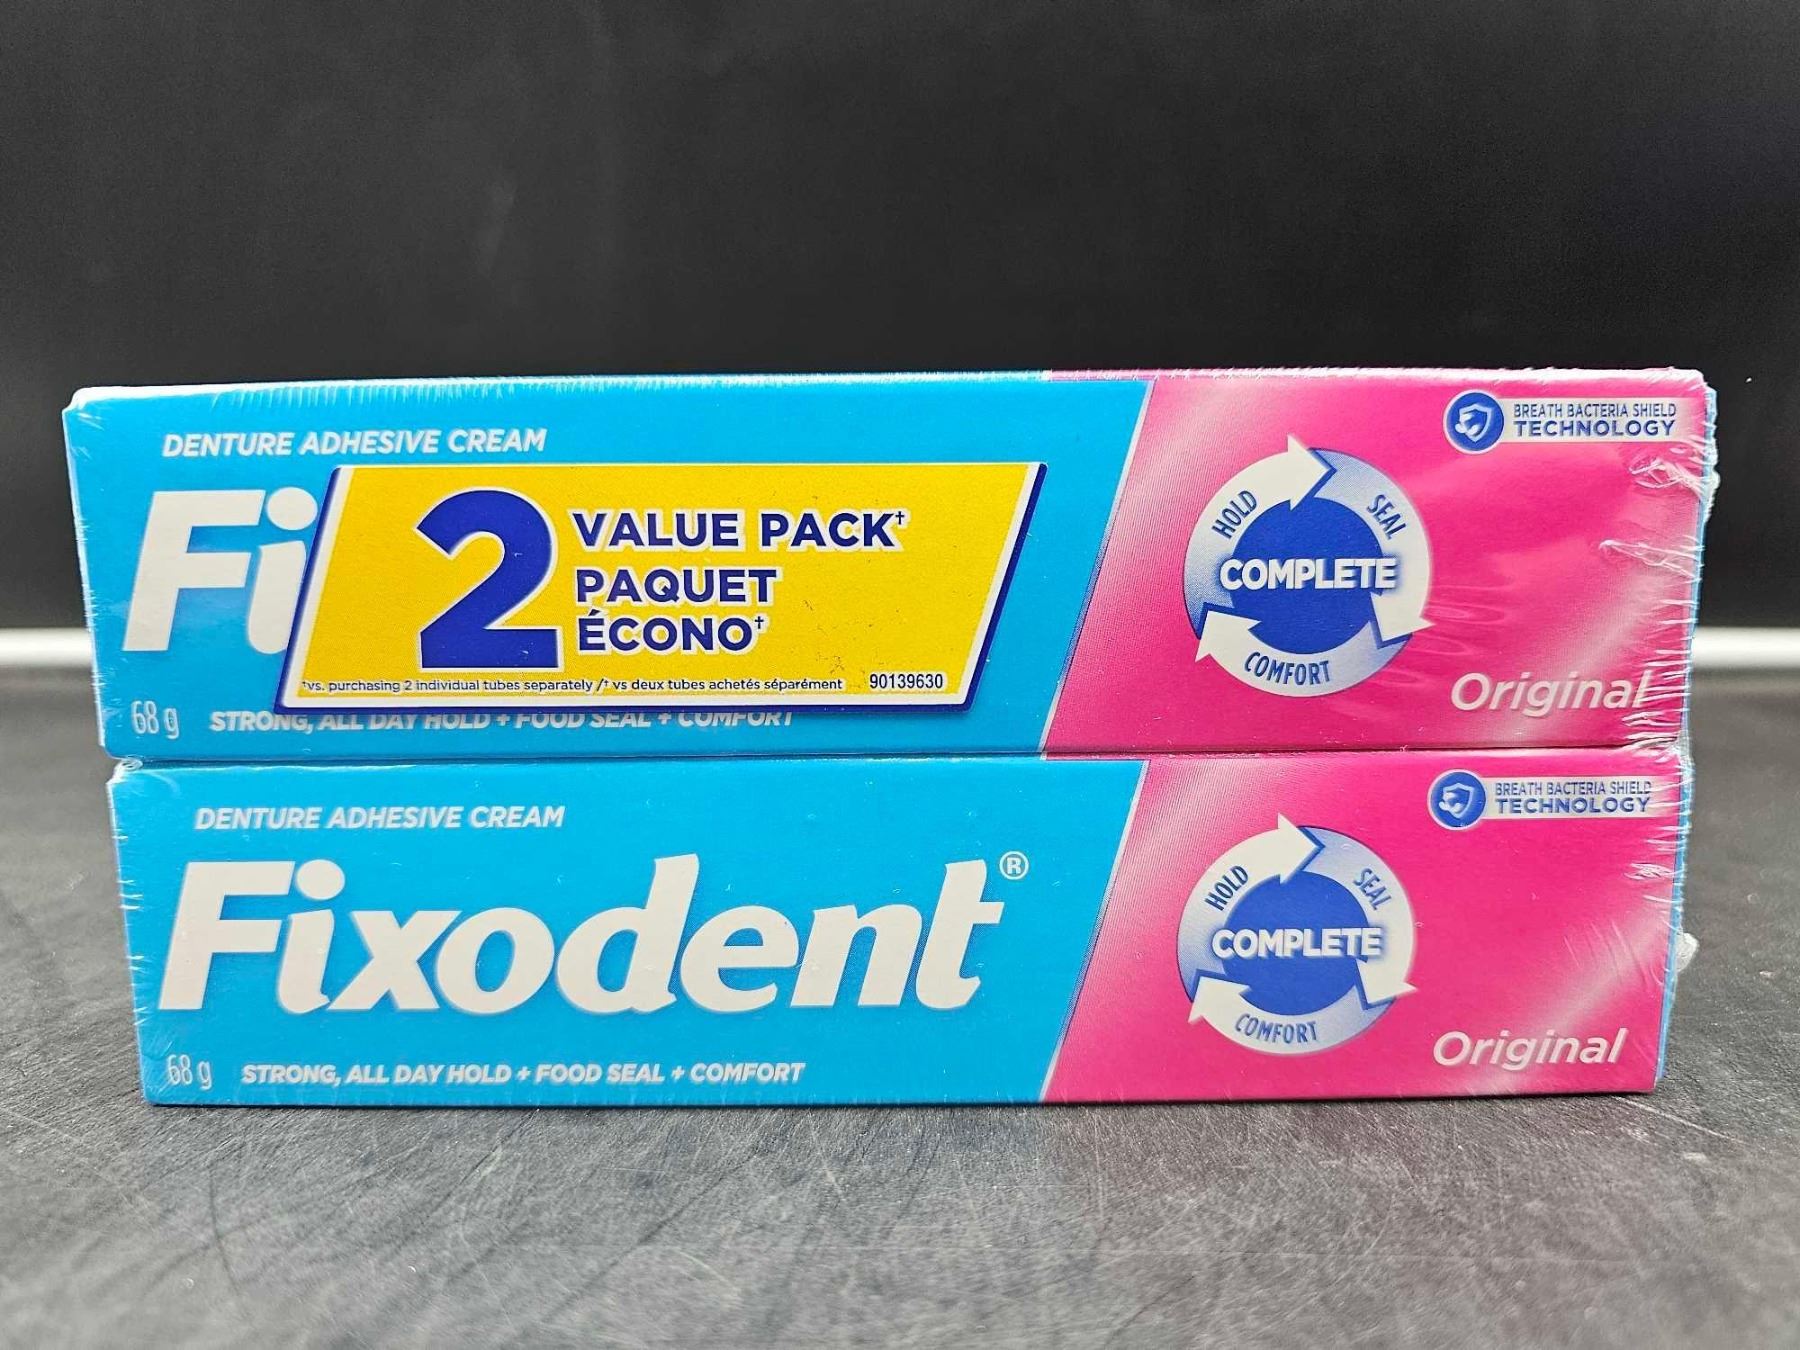 DENTURE ADHESIVE CREAM
BREATH BACTERIA SHIELD
TECHNOLOGY
Fi
2
VALUE PACK†
PAQUET
ÉCONO†
†vs. purchasing 2 individual tubes separately /† vs deux tubes achetés séparément
90139630
HOLD
SEAL
COMPLETE
COMFORT
Original
68 g
STRONG, ALL DAY HOLD + FOOD SEAL + COMFORT
DENTURE ADHESIVE CREAM
BREATH BACTERIA SHIELD
TECHNOLOGY
Fixodent®
HOLD
SEAL
COMPLETE
COMFORT
Original
68 g
STRONG, ALL DAY HOLD + FOOD SEAL + COMFORT